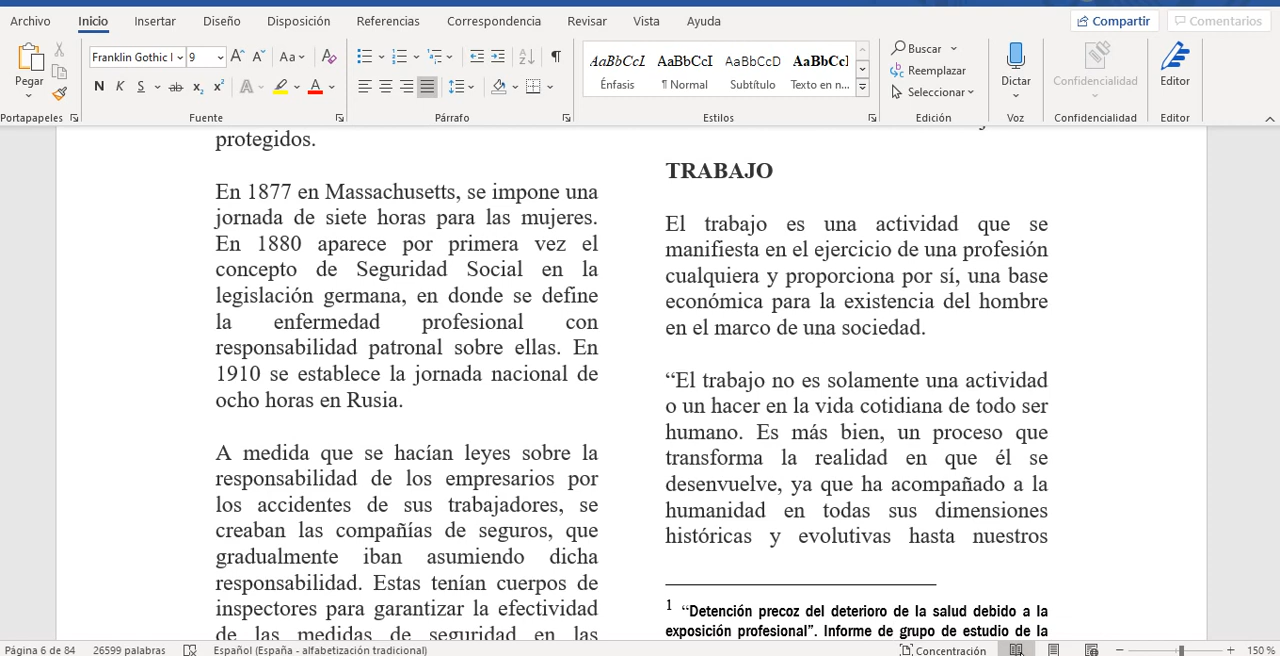 Archivo Inicio Insertar Diseño Disposición Referencias Correspondencia Revisar Vista Ayuda Compartir Comentarios
Pegar
Portapapeles
Franklin Gothic I 9
Aa
N K S ab x₂ x² A A
Fuente
Párrafo
AaBbCcI AaBbCcI AaBbCcD AaBbCcI
Énfasis ¶ Normal Subtítulo Texto en n...
Estilos
Buscar
Reemplazar
Seleccionar
Edición
Dictar
Voz
Confidencialidad
Confidencialidad
Editor
Editor
protegidos.
En 1877 en Massachusetts, se impone una
jornada de siete horas para las mujeres.
En 1880 aparece por primera vez el
concepto de Seguridad Social en la
legislación germana, en donde se define
la enfermedad profesional con
responsabilidad patronal sobre ellas. En
1910 se establece la jornada nacional de
ocho horas en Rusia.
A medida que se hacían leyes sobre la
responsabilidad de los empresarios por
los accidentes de sus trabajadores, se
creaban las compañías de seguros, que
gradualmente iban asumiendo dicha
responsabilidad. Estas tenían cuerpos de
inspectores para garantizar la efectividad
de las medidas de seguridad en las
TRABAJO
El trabajo es una actividad que se
manifiesta en el ejercicio de una profesión
cualquiera y proporciona por sí, una base
económica para la existencia del hombre
en el marco de una sociedad.
“El trabajo no es solamente una actividad
o un hacer en la vida cotidiana de todo ser
humano. Es más bien, un proceso que
transforma la realidad en que él se
desenvuelve, ya que ha acompañado a la
humanidad en todas sus dimensiones
históricas y evolutivas hasta nuestros
1 “Detención precoz del deterioro de la salud debido a la
exposición profesional”. Informe de grupo de estudio de la
Página 6 de 84 26599 palabras Español (España - alfabetización tradicional) Concentración 150 %